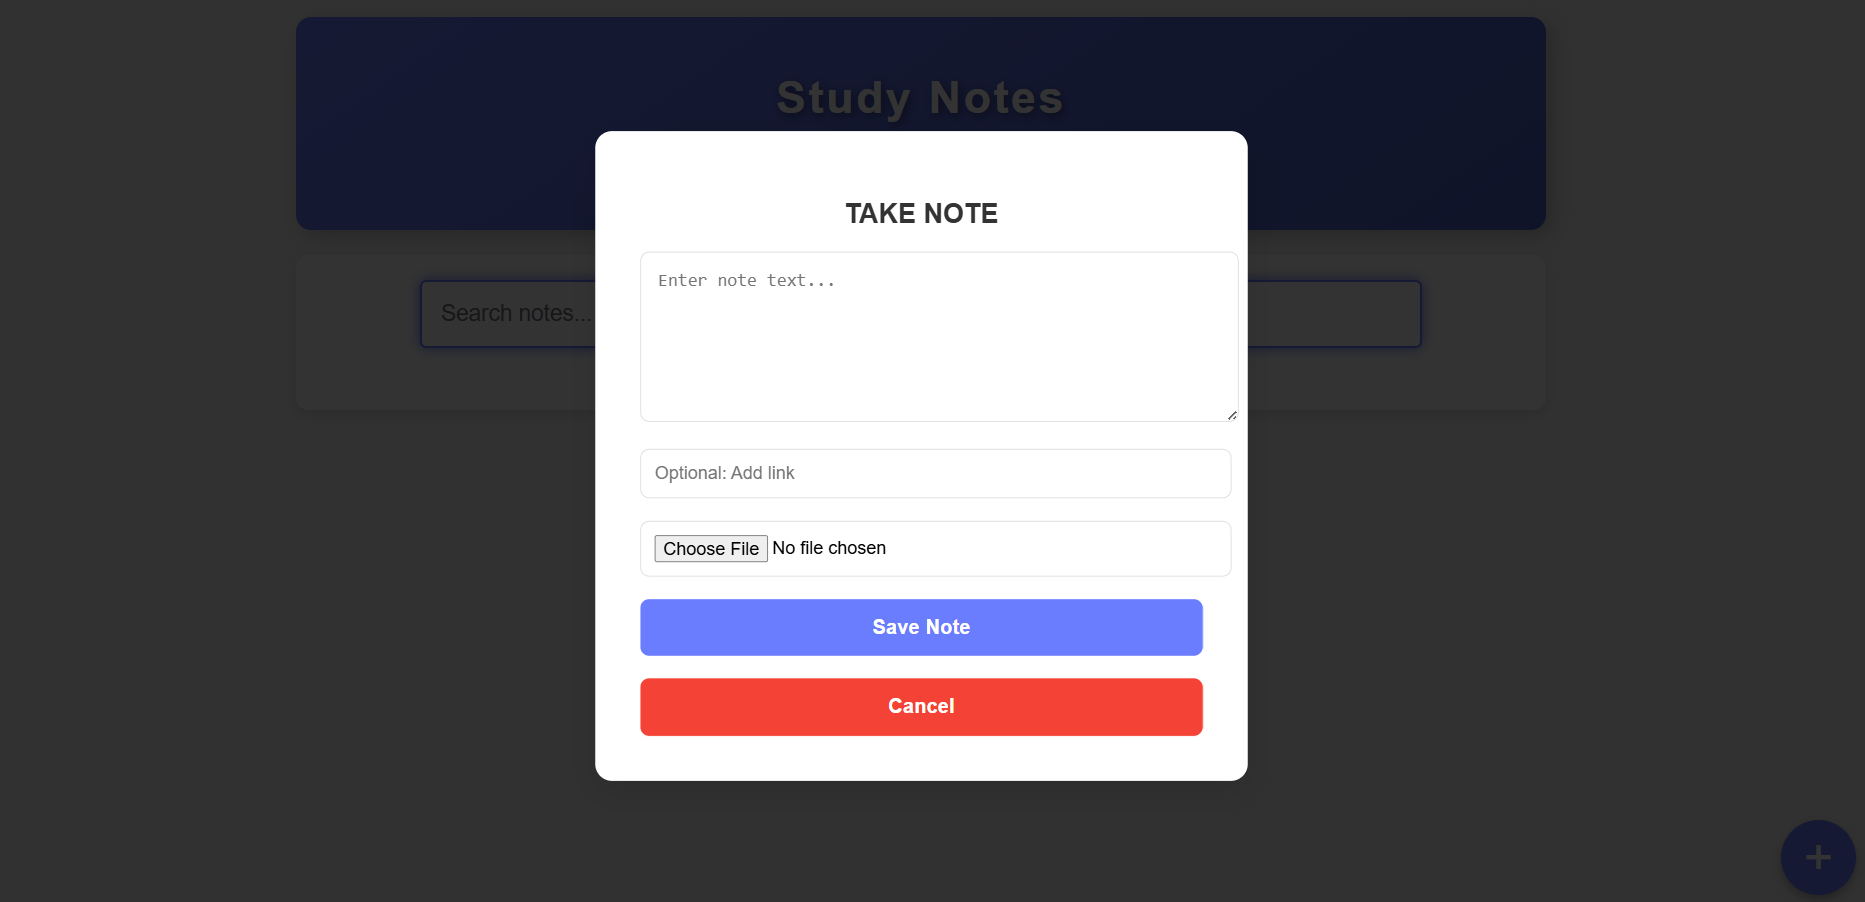 Study Notes
TAKE NOTE
Enter note text...
Search notes...
Optional: Add link
Choose File No file chosen
Save Note
Cancel
+